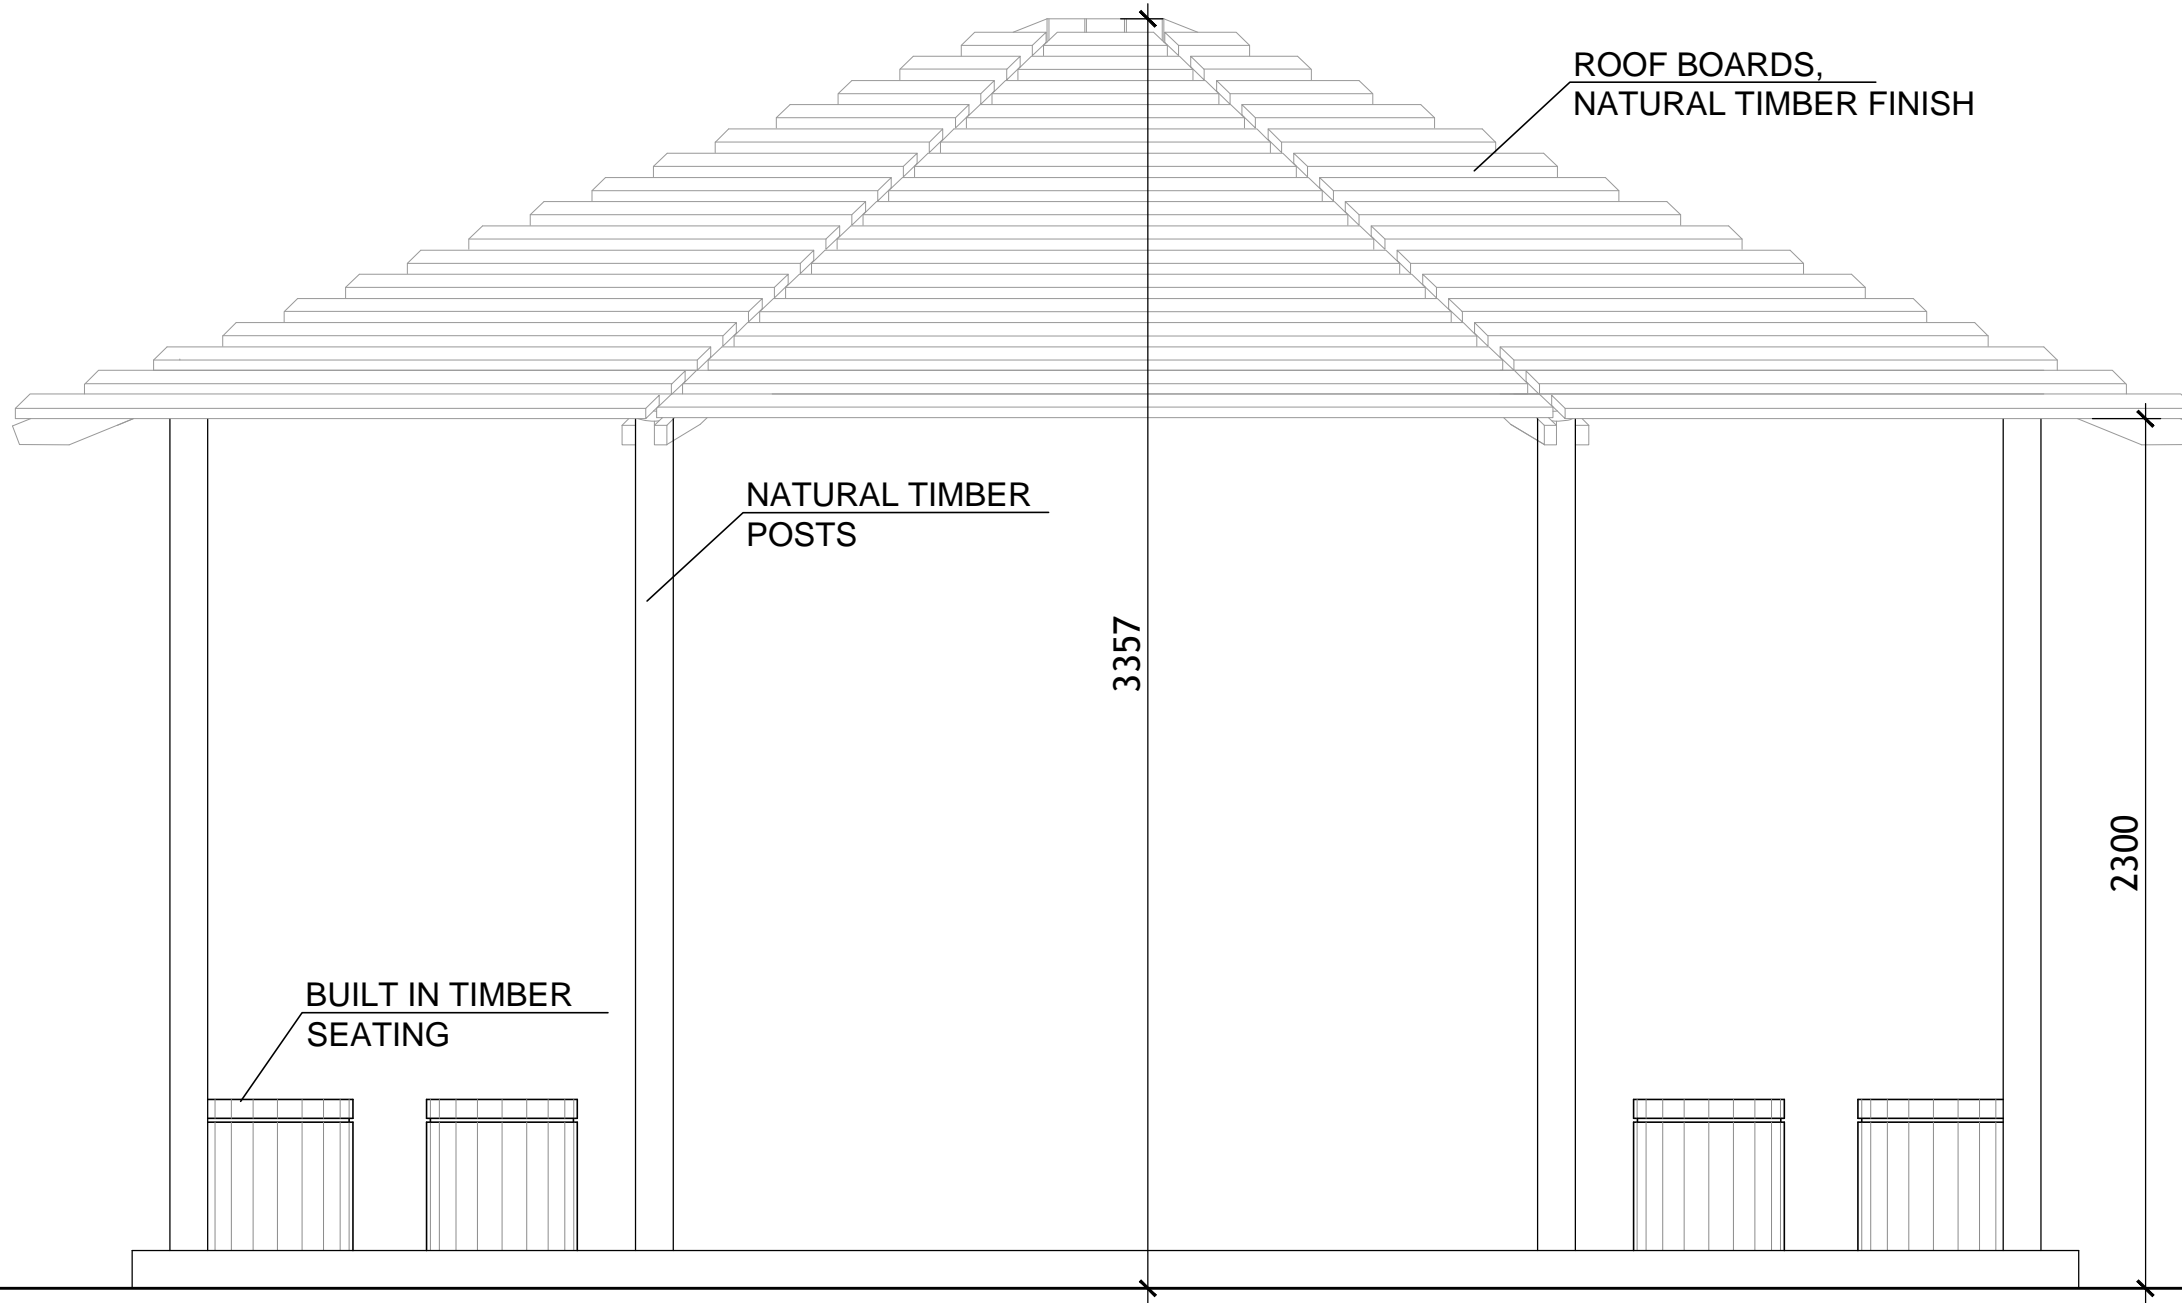 ROOF BOARDS,
NATURAL TIMBER FINISH
NATURAL TIMBER
POSTS
3357
2300
BUILT IN TIMBER
SEATING